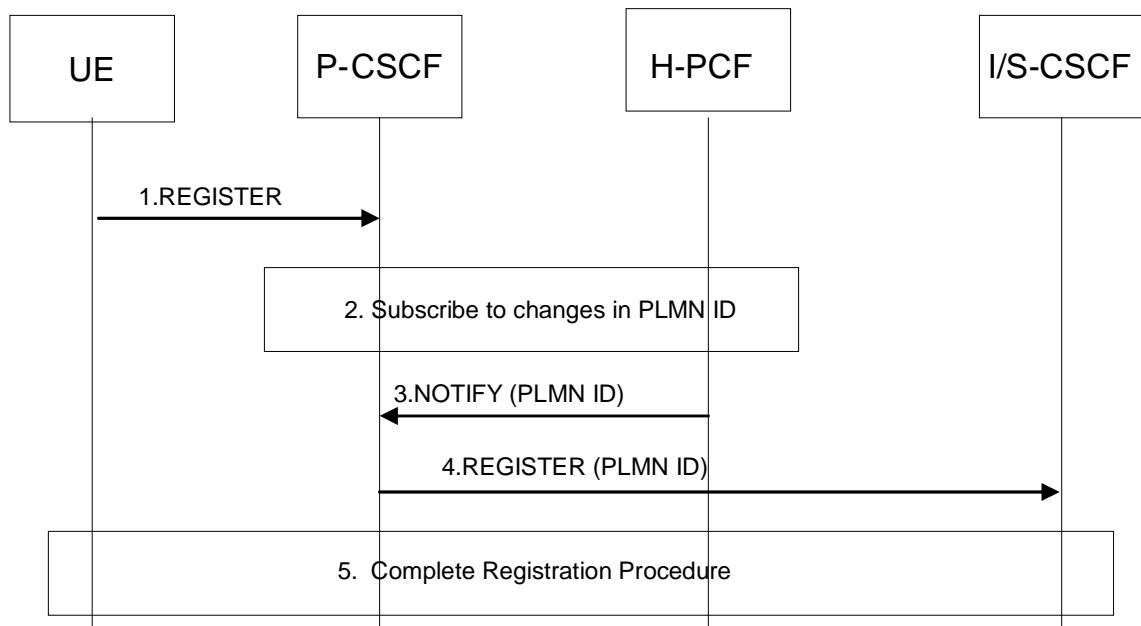 UE
P-CSCF
H-PCF
I/S-CSCF
1.REGISTER
2. Subscribe to changes in PLMN ID
3.NOTIFY (PLMN ID)
4.REGISTER (PLMN ID)
5. Complete Registration Procedure